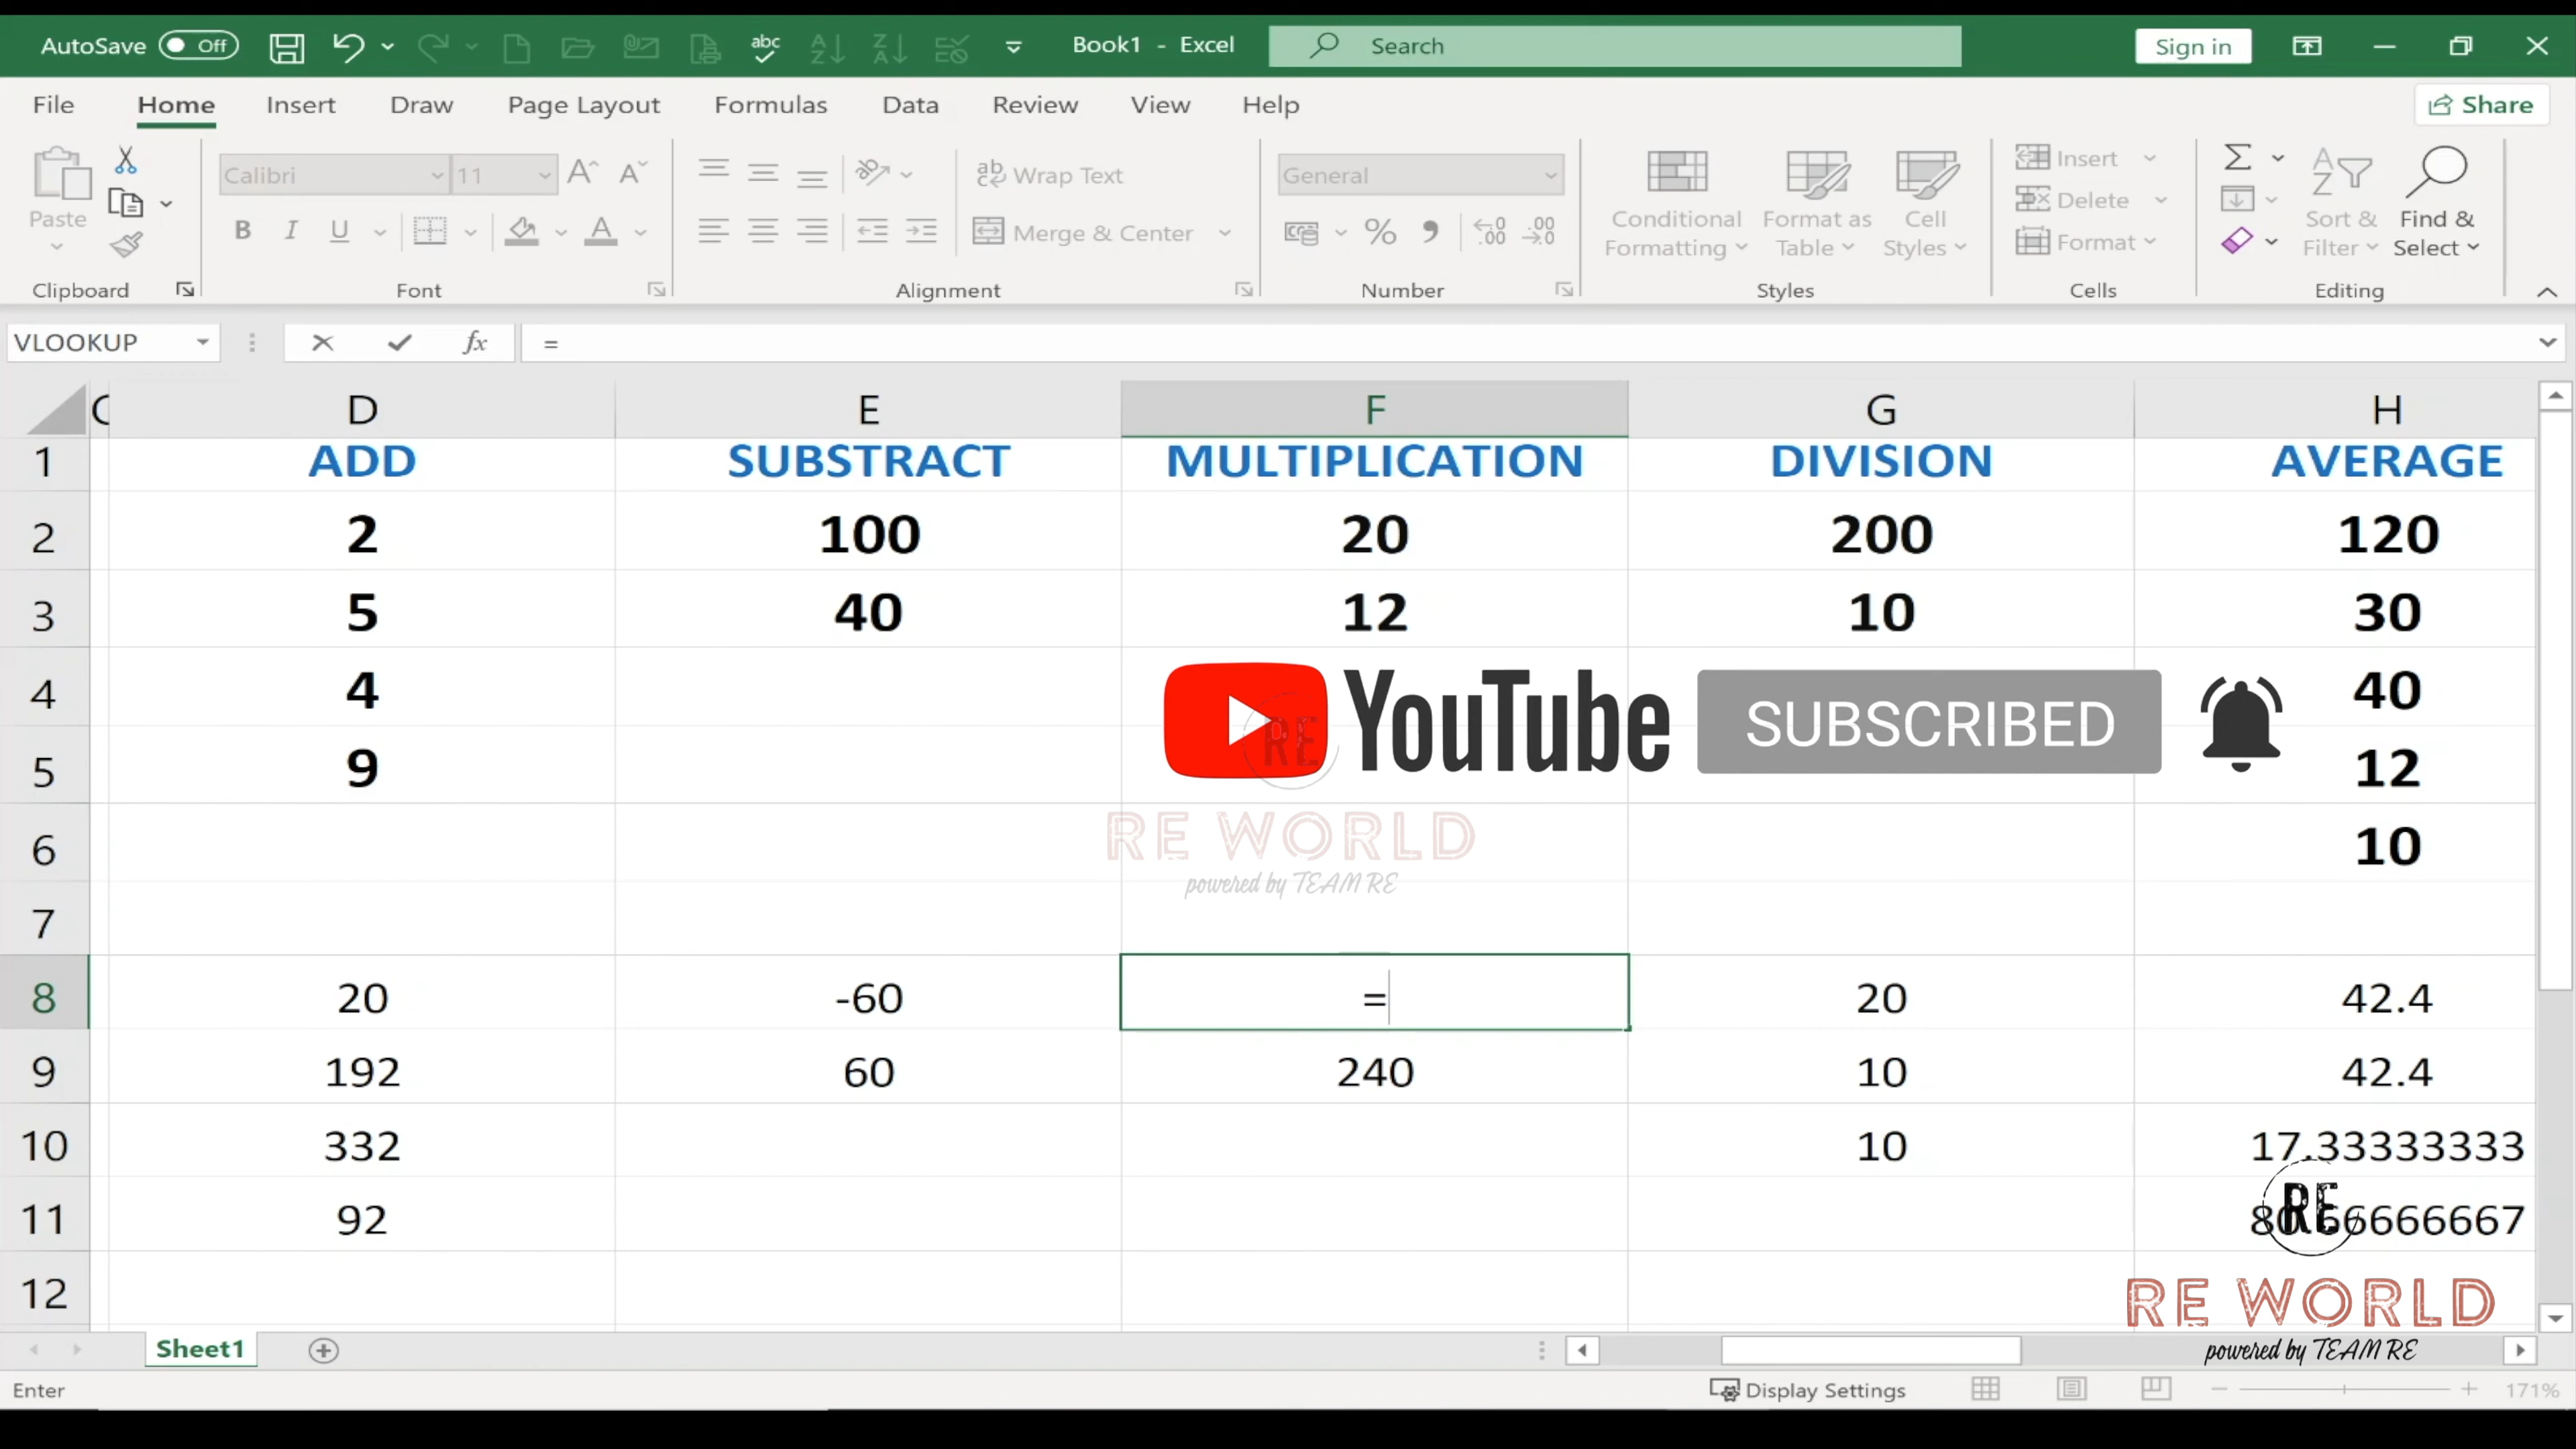 AutoSave Off Book1 - Excel Search Sign in
File Home Insert Draw Page Layout Formulas Data Review View Help Share
Paste Calibri 11 Wrap Text General Conditional Formatting Format as Table Cell Styles Insert Sort & Filter Find & Select
B I U Merge & Center Delete
Format
Clipboard Font Alignment Number Styles Cells Editing
VLOOKUP fx =
C D E F G H
1 ADD SUBSTRACT MULTIPLICATION DIVISION AVERAGE
2 2 100 20 200 120
3 5 40 12 10 30
4 4 40
YouTube SUBSCRIBED
5 9 12
RE
RE WORLD
6 10
powered by TEAM RE
7
8 20 -60 = 20 42.4
9 192 60 240 10 42.4
10 332 10 17.33333333
11 92
RE
12
RE WORLD
powered by TEAM RE
Sheet1
Enter Display Settings 171%